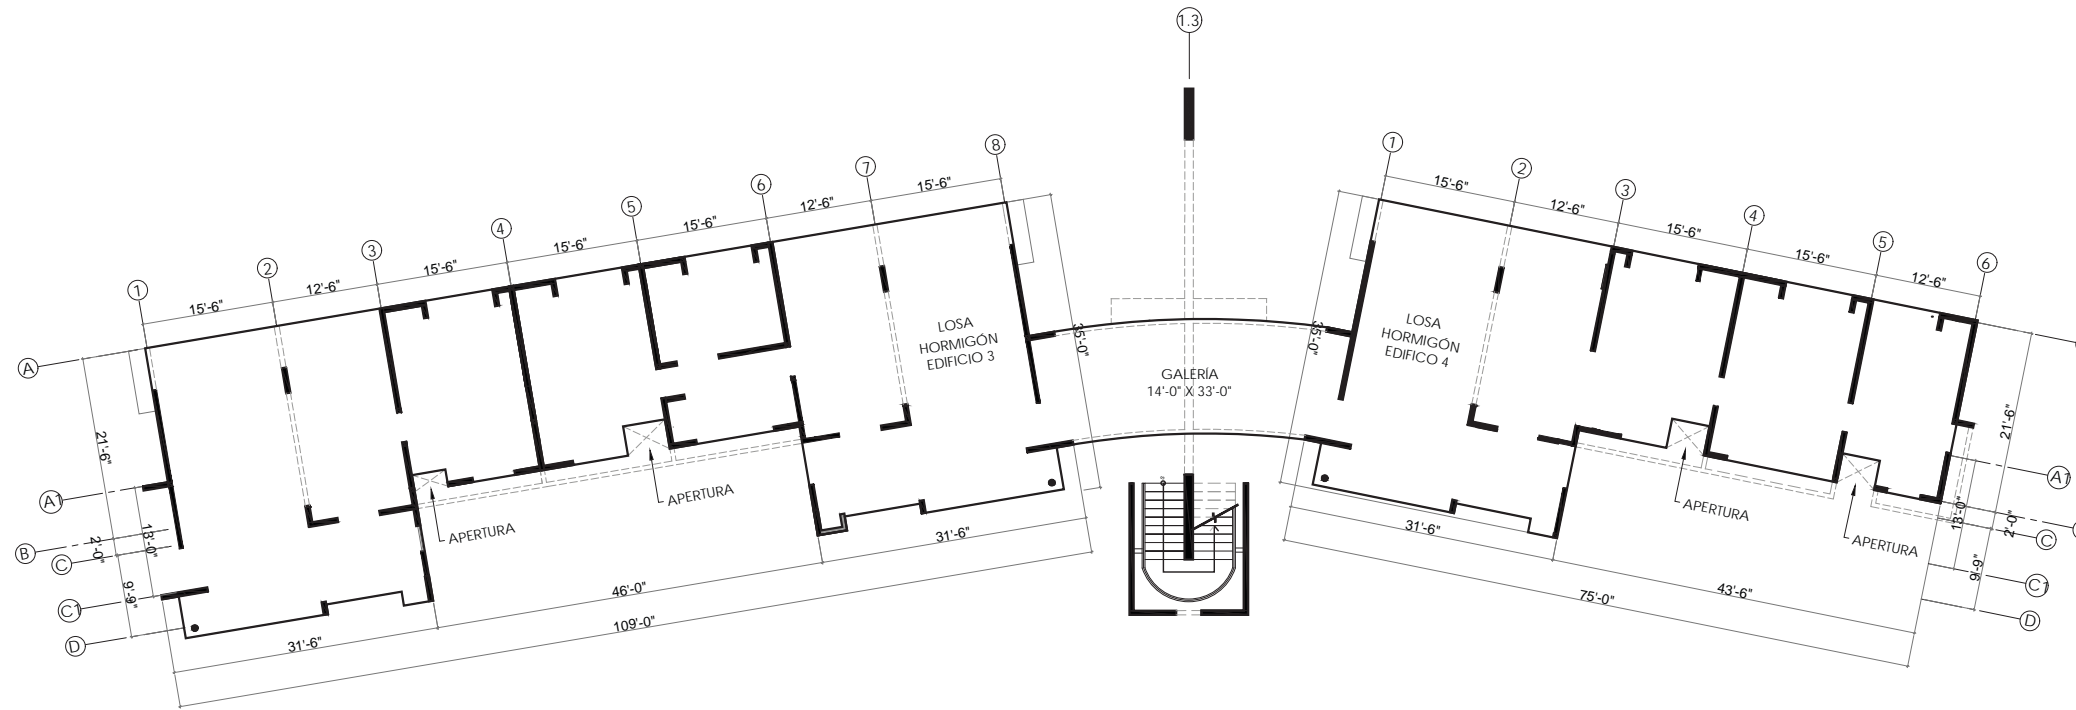 1.3
1
2
3
4
5
6
7
8
15'-6"
12'-6"
15'-6"
15'-6"
15'-6"
12'-6"
15'-6"
A
A1
B
C
C1
D
21'-6"
13'-0"
2'-0"
9'-9"
35'-0"
LOSA
HORMIGÓN
EDIFICIO 3
APERTURA
APERTURA
31'-6"
46'-0"
31'-6"
109'-0"
GALERÍA
14'-0" X 33'-0"
1
2
3
4
5
6
15'-6"
12'-6"
15'-6"
15'-6"
12'-6"
35'-0"
LOSA
HORMIGÓN
EDIFICO 4
APERTURA
APERTURA
21'-6"
13'-0"
2'-0"
9'-9"
A1
C
C1
D
31'-6"
43'-6"
75'-0"